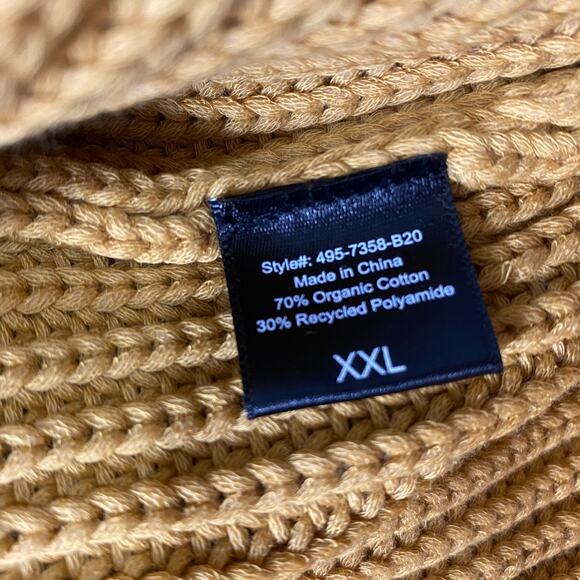 Style#: 495-7358-B20
Made in China
70% Organic Cotton
30% Recycled Polyamide
XXL